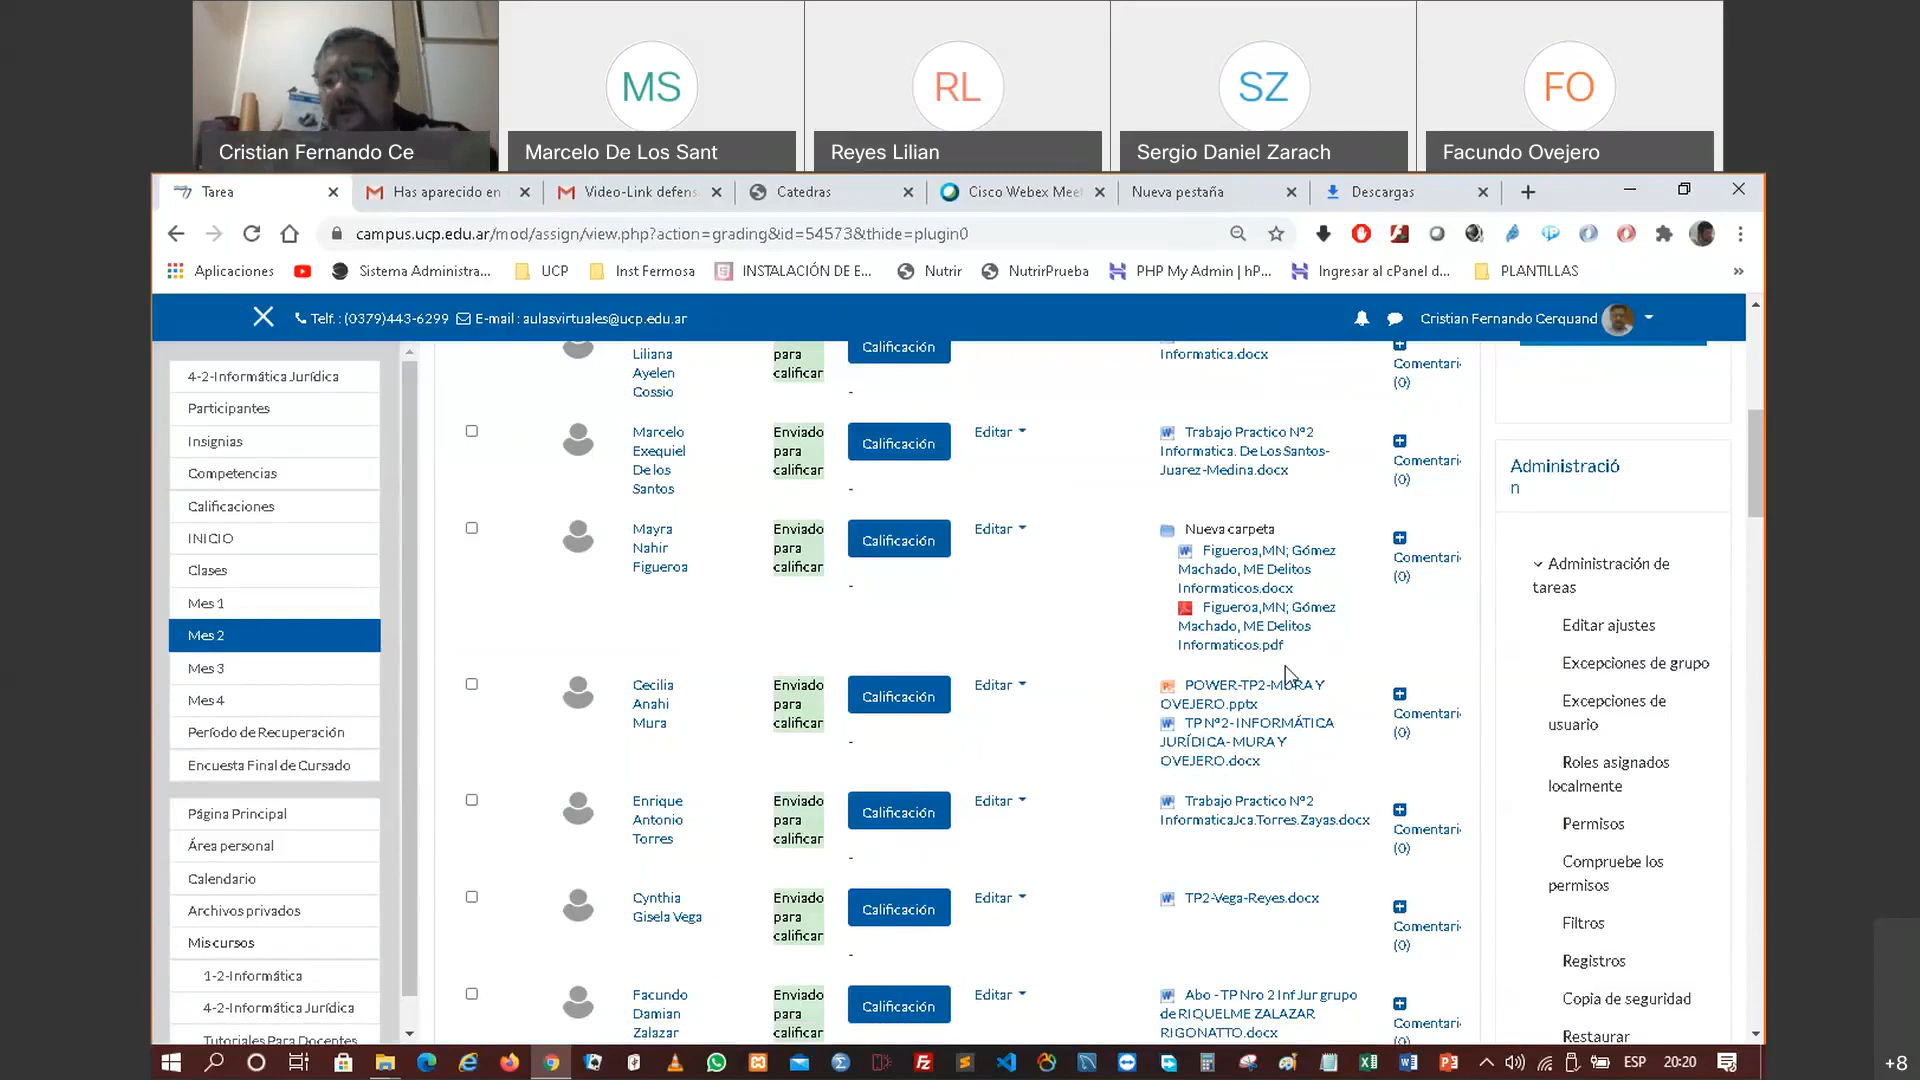 MS
RL
SZ
FO
Cristian Fernando Ce
Marcelo De Los Sant
Reyes Lilian
Sergio Daniel Zarach
Facundo Ovejero
Tarea
Has aparecido en
Video-Link defens
Catedras
Cisco Webex Mee
Nueva pestaña
Descargas
campus.ucp.edu.ar/mod/assign/view.php?action=grading&id=54573&thide=plugin0
Aplicaciones
Sistema Administra...
UCP
Inst Fermosa
INSTALACIÓN DE E...
Nutrir
NutrirPrueba
PHP My Admin | hP...
Ingresar al cPanel d...
PLANTILLAS
»
Telf. : (0379)443-6299 E-mail : aulasvirtuales@ucp.edu.ar
Cristian Fernando Cerquand
4-2-Informática Jurídica
Participantes
Insignias
Competencias
Calificaciones
INICIO
Clases
Mes 1
Mes 2
Mes 3
Mes 4
Período de Recuperación
Encuesta Final de Cursado
Página Principal
Área personal
Calendario
Archivos privados
Mis cursos
1-2-Informática
4-2-Informática Jurídica
Tutoriales Para Docentes
Liliana
Ayelen
Cossio
para
calificar
Calificación
-
Informatica.docx
Comentari
(0)
Marcelo
Exequiel
De los
Santos
Enviado
para
calificar
Calificación
-
Editar
Trabajo Practico Nª2
Informatica. De Los Santos-
Juarez-Medina.docx
Comentari
(0)
Mayra
Nahir
Figueroa
Enviado
para
calificar
Calificación
-
Editar
Nueva carpeta
Figueroa,MN; Gómez
Machado, ME Delitos
Informaticos.docx
Figueroa,MN; Gómez
Machado, ME Delitos
Informaticos.pdf
Comentari
(0)
Cecilia
Anahi
Mura
Enviado
para
calificar
Calificación
-
Editar
POWER-TP2-MURA Y
OVEJERO.pptx
TP Nª2- INFORMÁTICA
JURÍDICA- MURA Y
OVEJERO.docx
Comentari
(0)
Enrique
Antonio
Torres
Enviado
para
calificar
Calificación
-
Editar
Trabajo Practico Nª2
InformaticaJca.Torres.Zayas.docx
Comentari
(0)
Cynthia
Gisela Vega
Enviado
para
calificar
Calificación
-
Editar
TP2-Vega-Reyes.docx
Comentari
(0)
Facundo
Damian
Zalazar
Enviado
para
calificar
Calificación
Editar
Abo - TP Nro 2 Inf Jur grupo
de RIQUELME ZALAZAR
RIGONATTO.docx
Comentari
(0)
Administració
n
Administración de
tareas
Editar ajustes
Excepciones de grupo
Excepciones de
usuario
Roles asignados
localmente
Permisos
Compruebe los
permisos
Filtros
Registros
Copia de seguridad
Restaurar
ESP
20:20
+8